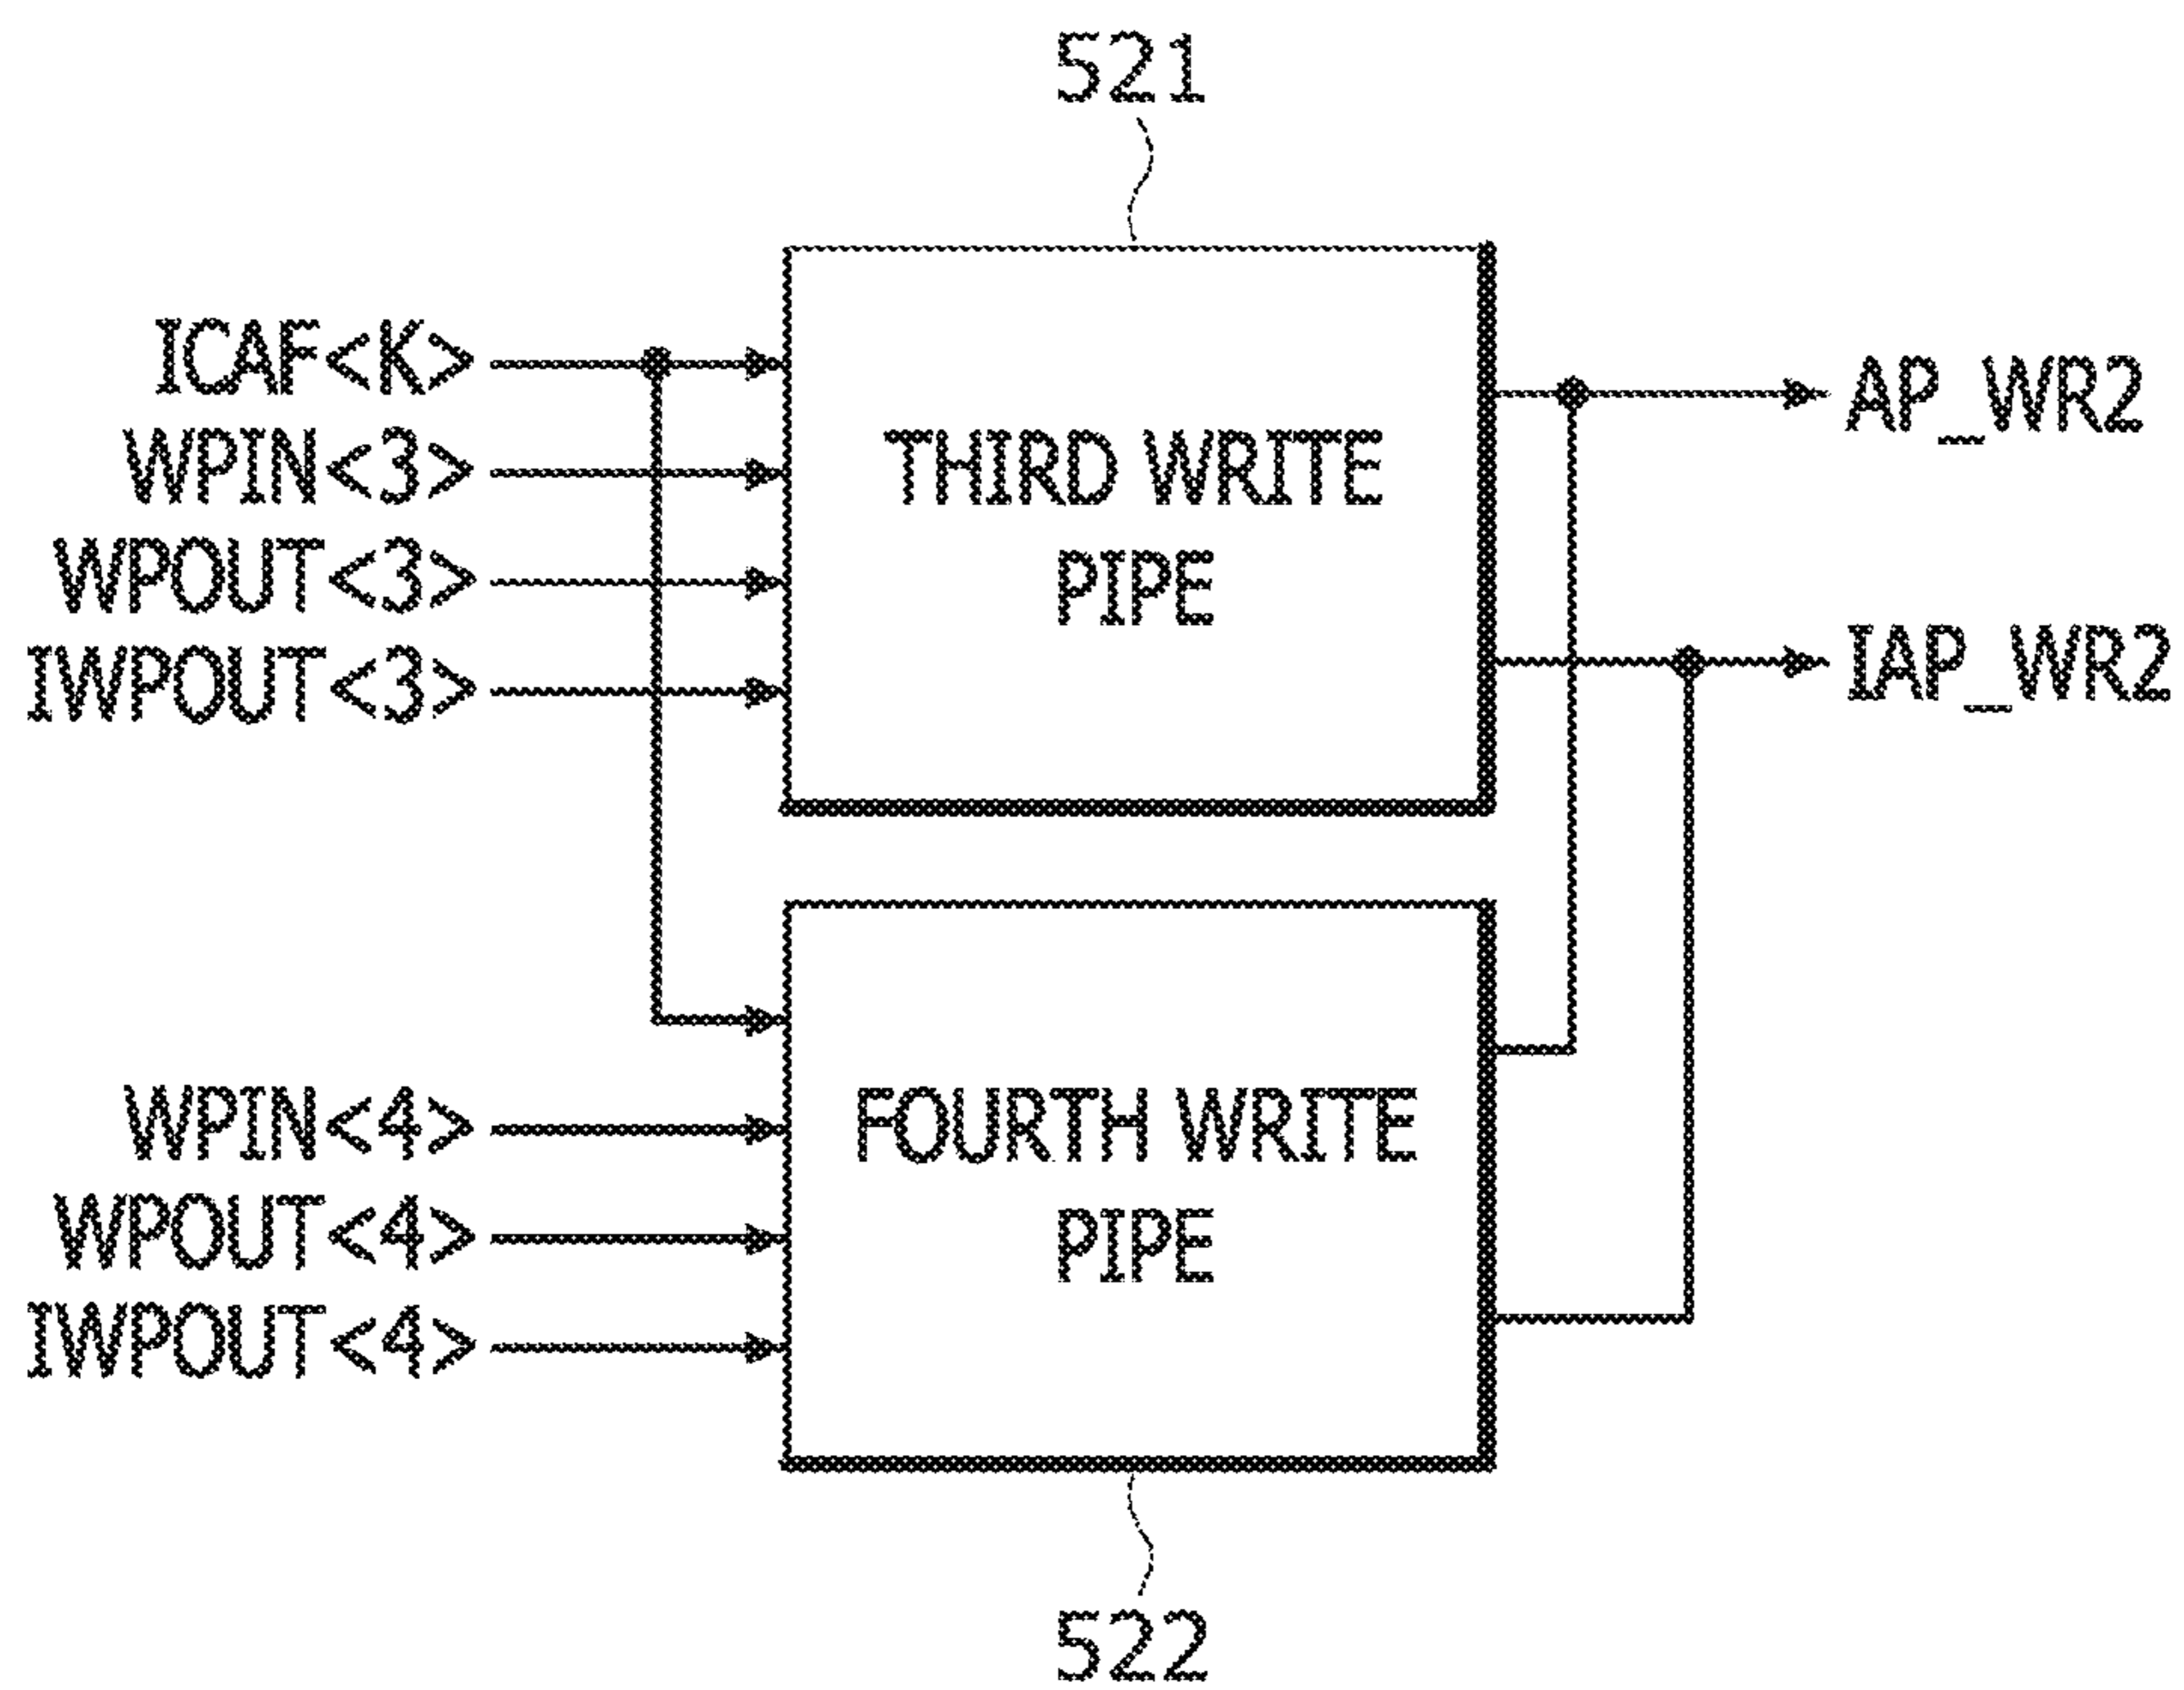 521
ICAF<K>
WPIN<3>
WPOUT<3>
IWPOUT<3>
THIRD WRITE
PIPE
AP_WR2
IAP_WR2
WPIN<4>
WPOUT<4>
IWPOUT<4>
FOURTH WRITE
PIPE
522